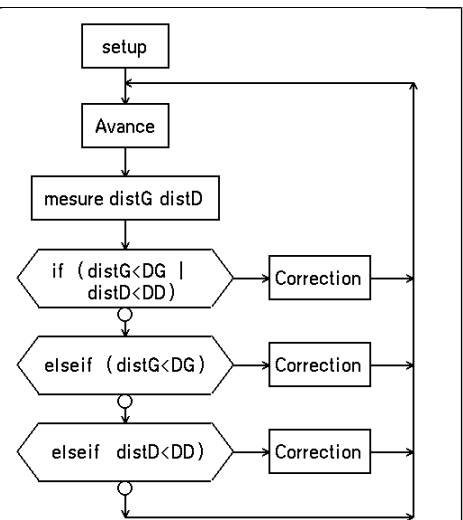 setup
Avance
mesure distG distD
if (distG<DG |
distD<DD)
Correction
elseif (distG<DG)
Correction
elseif distD<DD)
Correction